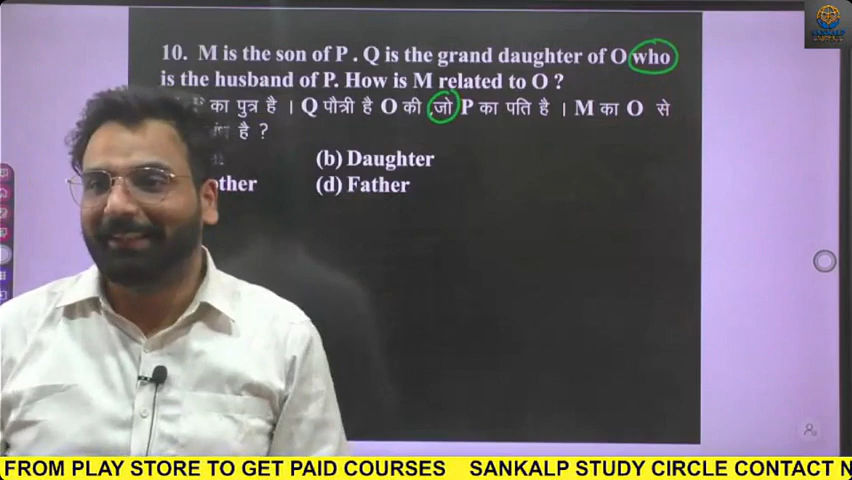 SANKALP
10. M is the son of P . Q is the grand daughter of O who
is the husband of P. How is M related to O ?
का पुत्र है । Q पौत्री है O की ,जो P का पति है । M का O से
है ?
(b) Daughter
(d) Father
FROM PLAY STORE TO GET PAID COURSES SANKALP STUDY CIRCLE CONTACT N